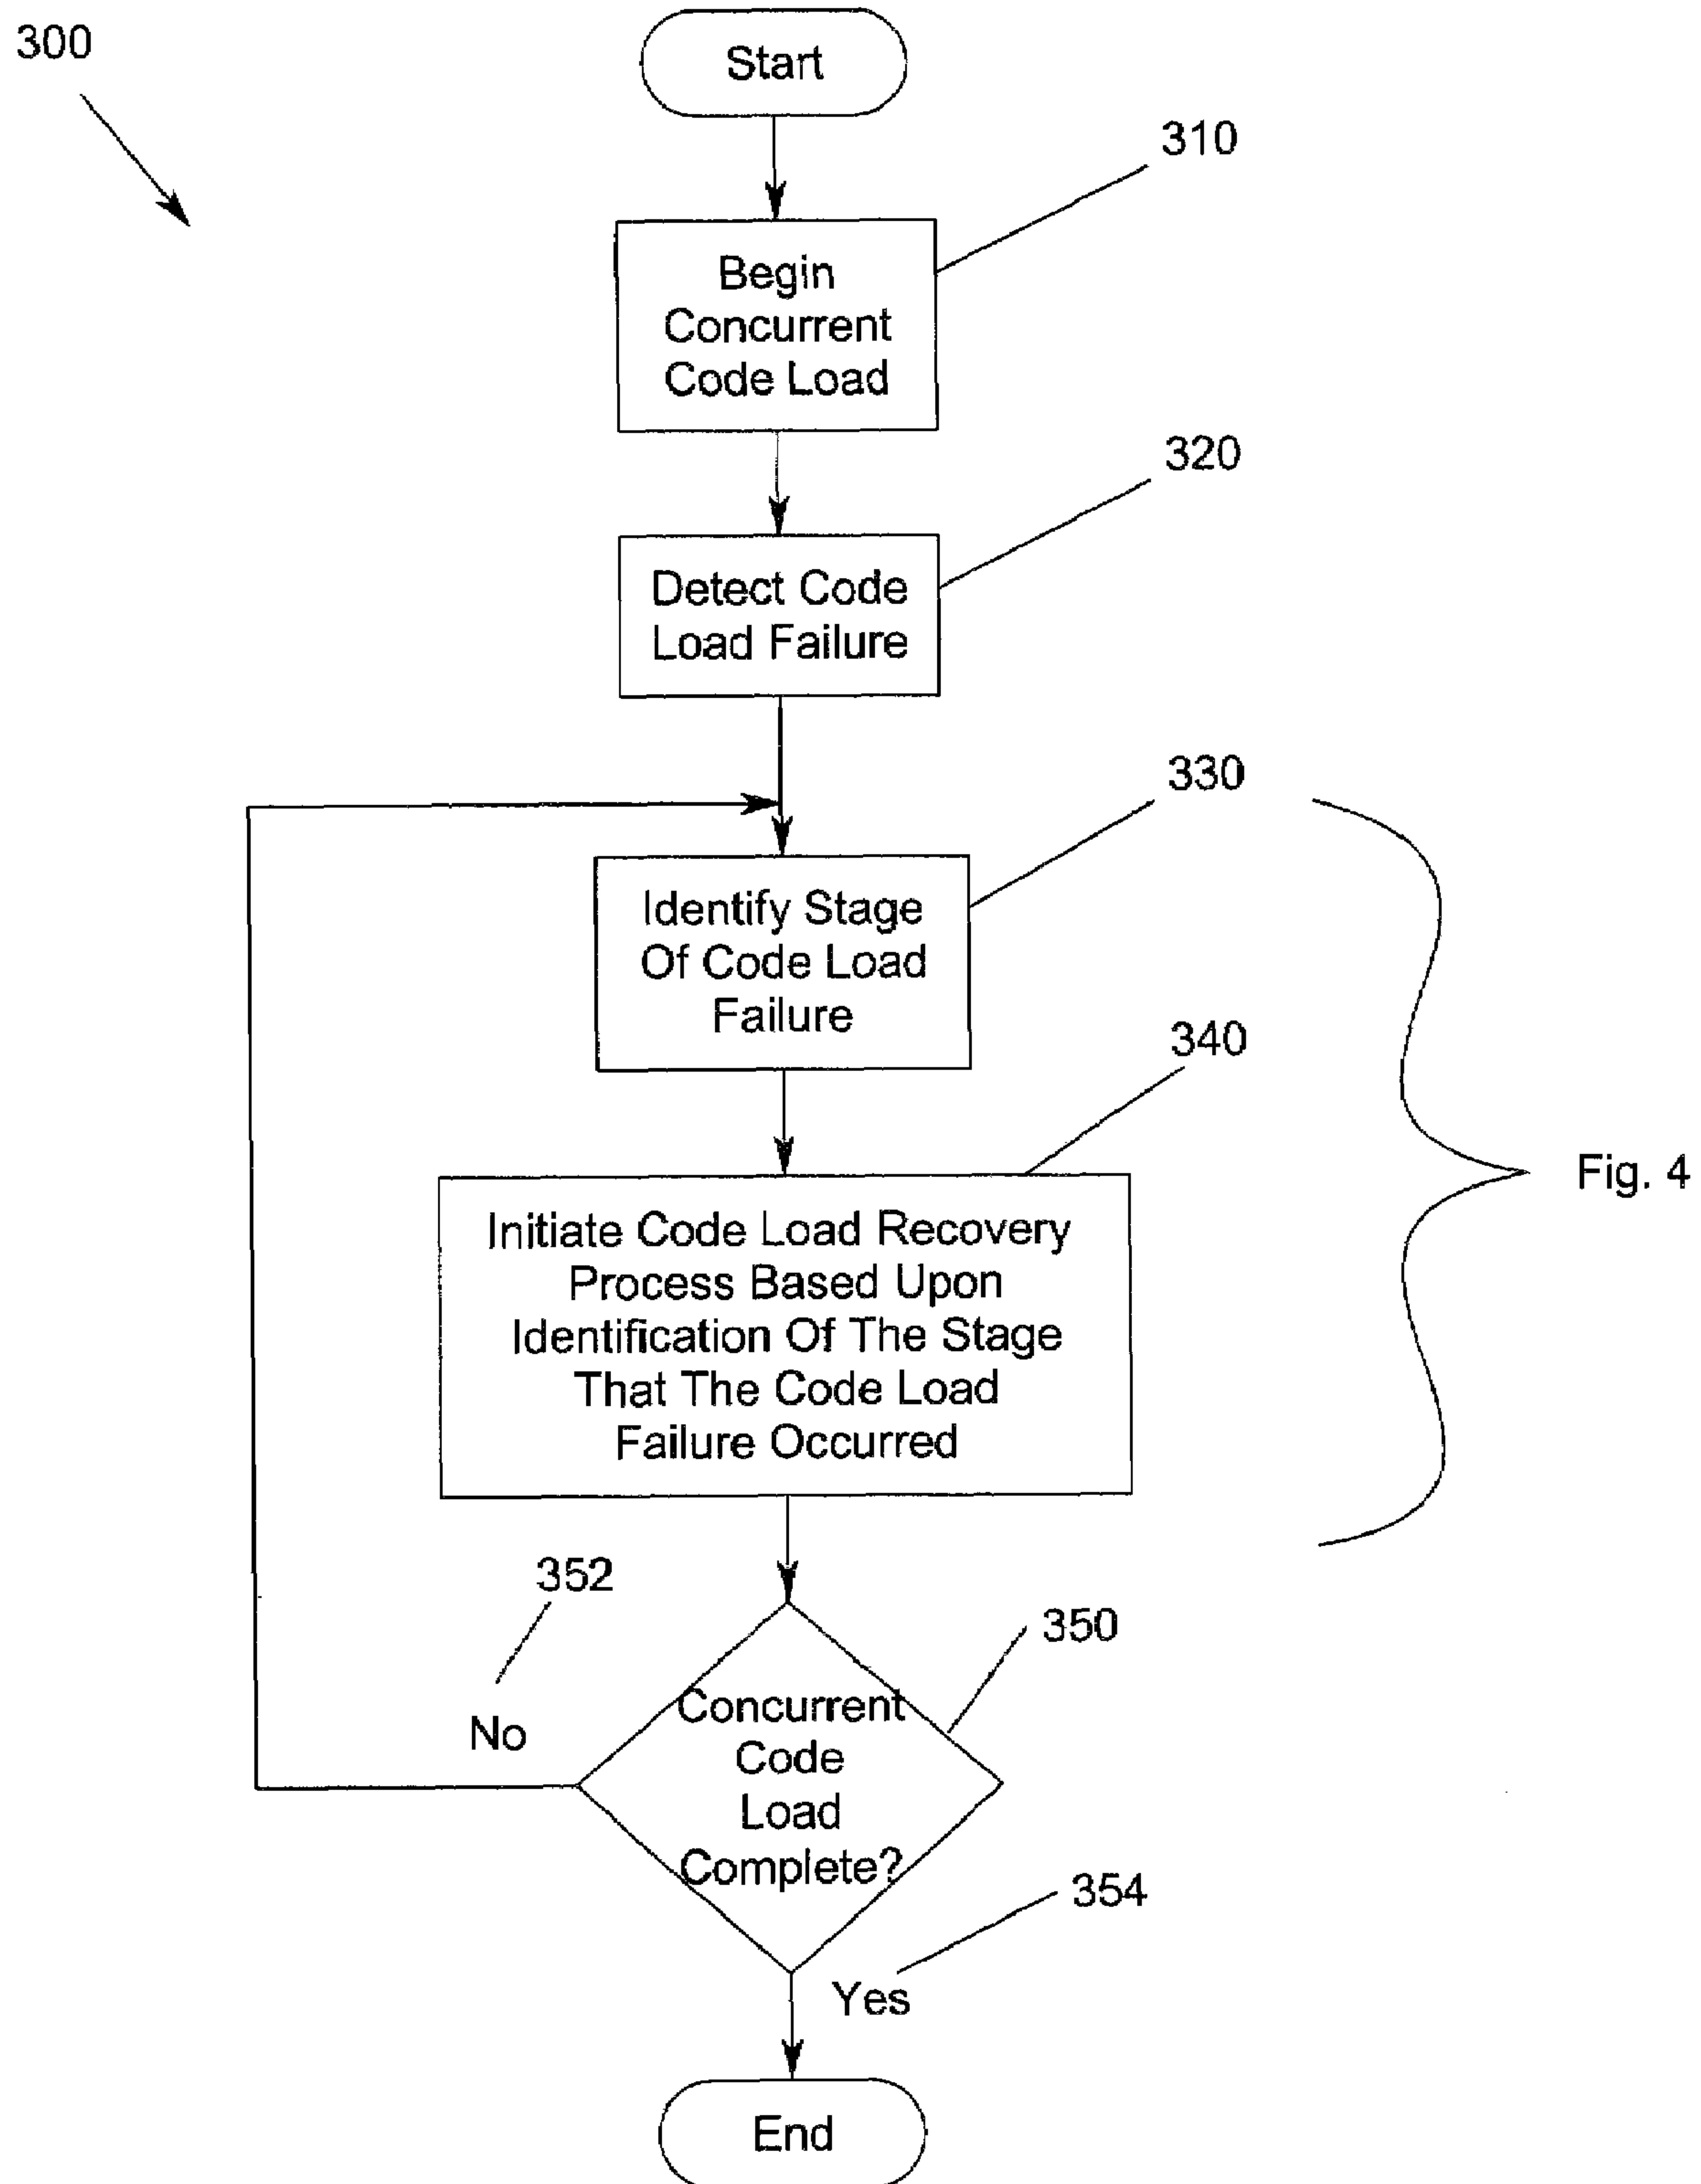 300
Start
310
Begin
Concurrent
Code Load
320
Detect Code
Load Failure
330
Identify Stage
Of Code Load
Failure
340
Initiate Code Load Recovery
Process Based Upon
Identification Of The Stage
That The Code Load
Failure Occurred
Fig. 4
352
350
No
Concurrent
Code
Load
Complete?
354
Yes
End